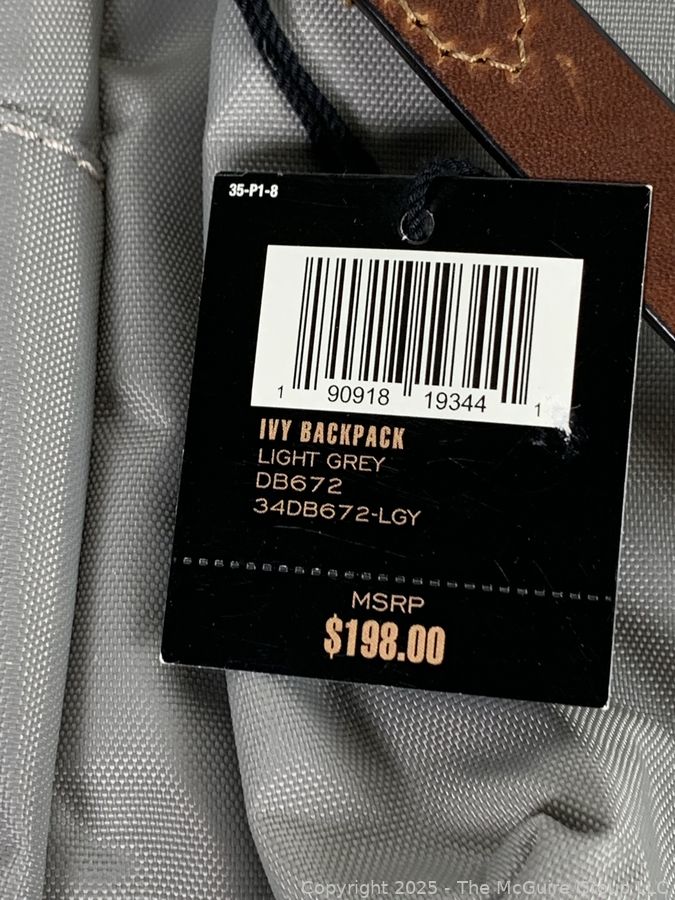 35-P1-8
1 90918 19344 1
IVY BACKPACK
LIGHT GREY
DB672
34DB672-LGY
MSRP
$198.00
Copyright 2025 - The McGuire Group, LLC